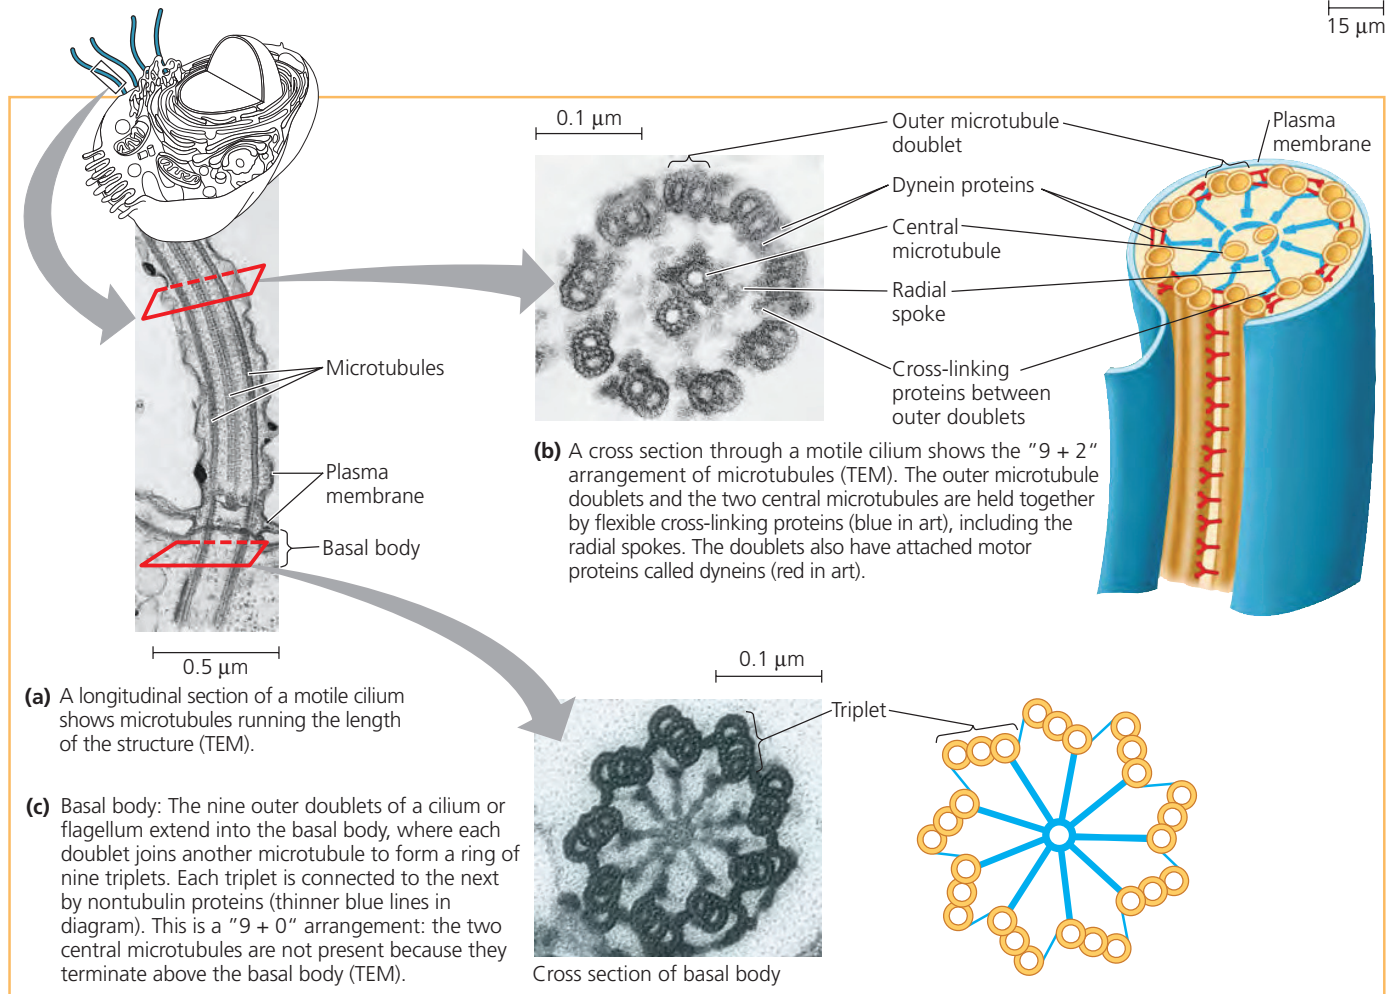 15 μm
0.1 μm
Outer microtubule
doublet
Plasma
membrane
Dynein proteins
Central
microtubule
Radial
spoke
Cross-linking
proteins between
outer doublets
Microtubules
Plasma
membrane
Basal body
0.5 μm
(a) A longitudinal section of a motile cilium
shows microtubules running the length
of the structure (TEM).
(b) A cross section through a motile cilium shows the "9 + 2"
arrangement of microtubules (TEM). The outer microtubule
doublets and the two central microtubules are held together
by flexible cross-linking proteins (blue in art), including the
radial spokes. The doublets also have attached motor
proteins called dyneins (red in art).
0.1 μm
Triplet
(c) Basal body: The nine outer doublets of a cilium or
flagellum extend into the basal body, where each
doublet joins another microtubule to form a ring of
nine triplets. Each triplet is connected to the next
by nontubulin proteins (thinner blue lines in
diagram). This is a "9 + 0" arrangement: the two
central microtubules are not present because they
terminate above the basal body (TEM).
Cross section of basal body